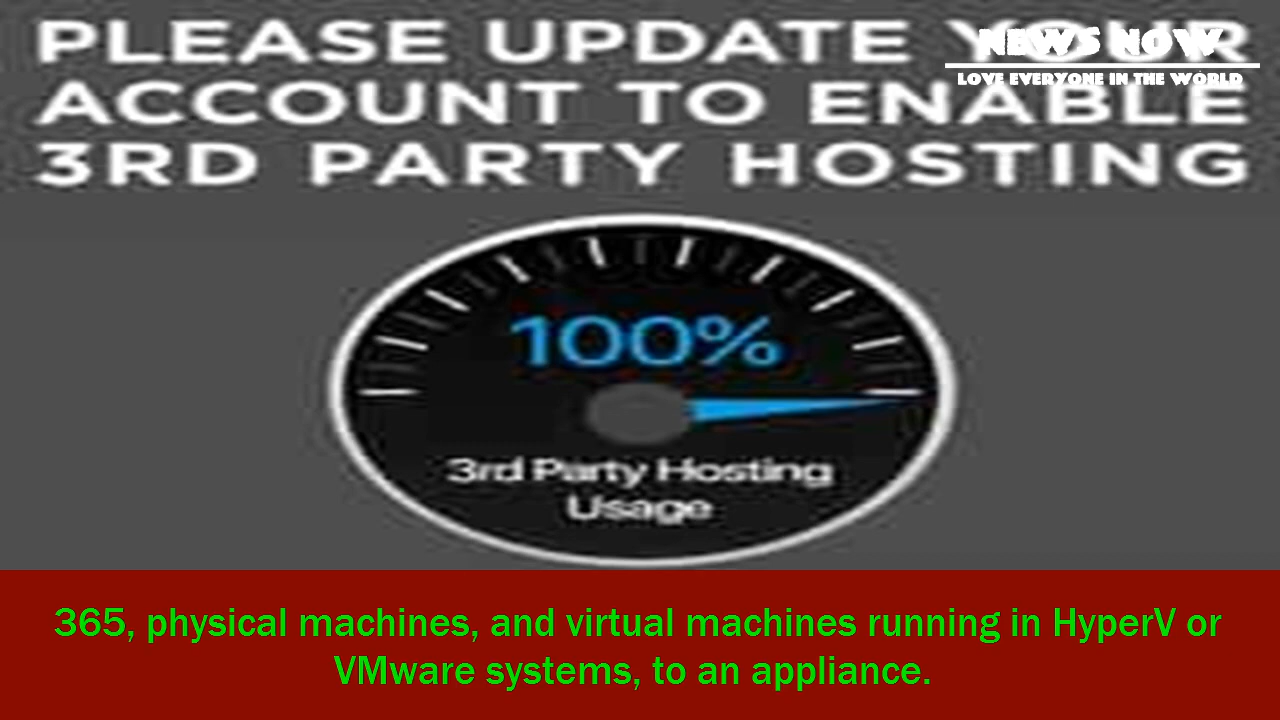 PLEASE UPDATE YOUR
ACCOUNT TO ENABLE
3RD PARTY HOSTING
NEWS NOW
LOVE EVERYONE IN THE WORLD
100%
3rd Party Hosting
Usage
365, physical machines, and virtual machines running in HyperV or
VMware systems, to an appliance.